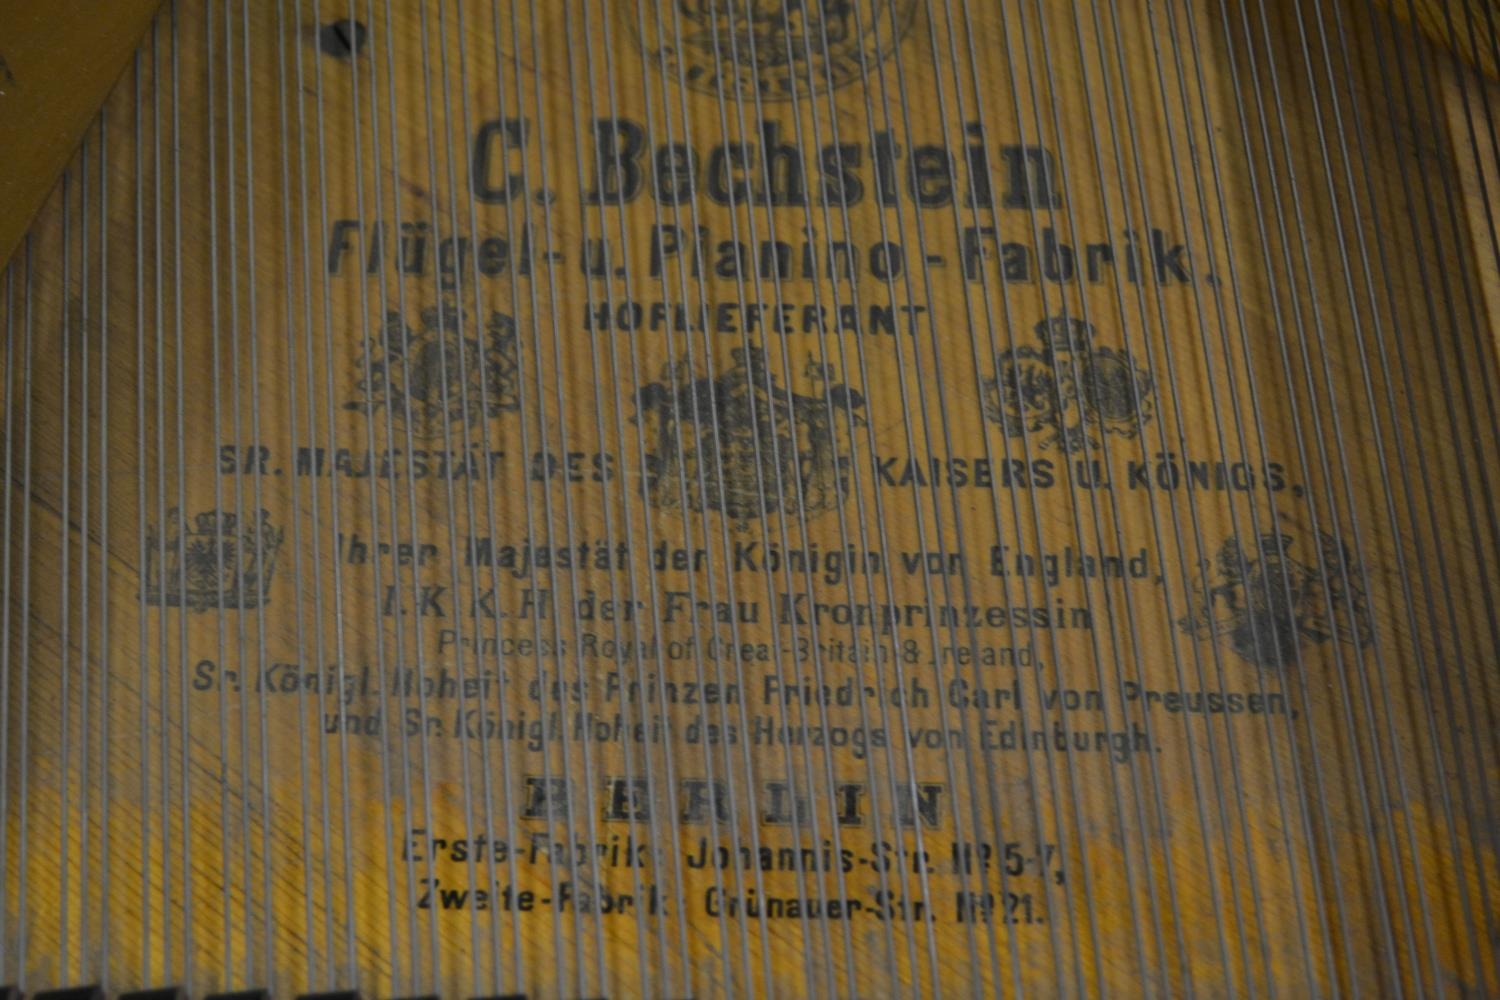 C. Bechstein
Flügel- u. Pianino-Fabrik,
HOFLIEFERANT
SR. MAJESTÄT DES KAISERS U. KÖNIGS,
Ihrer Majestät der Königin von England,
I. K. K. H. der Frau Kronprinzessin
Princess Royal of Great-Britain & Ireland,
Sr. Königl. Hoheit des Prinzen Friedrich Carl von Preussen,
und Sr. Königl. Hoheit des Herzogs von Edinburgh.
BERLIN
Erste-Fabrik: Johannis-Str. No 5-7,
Zweite-Fabrik: Grünauer-Str. No 21.